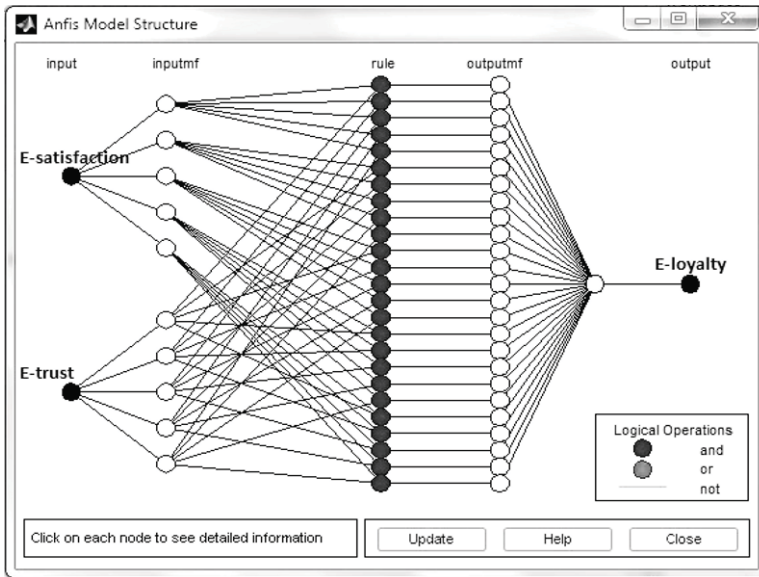 Anfis Model Structure
input inputmf rule outputmf output
E-satisfaction
E-loyalty
E-trust
Logical Operations
and
or
not
Click on each node to see detailed information
Update Help Close